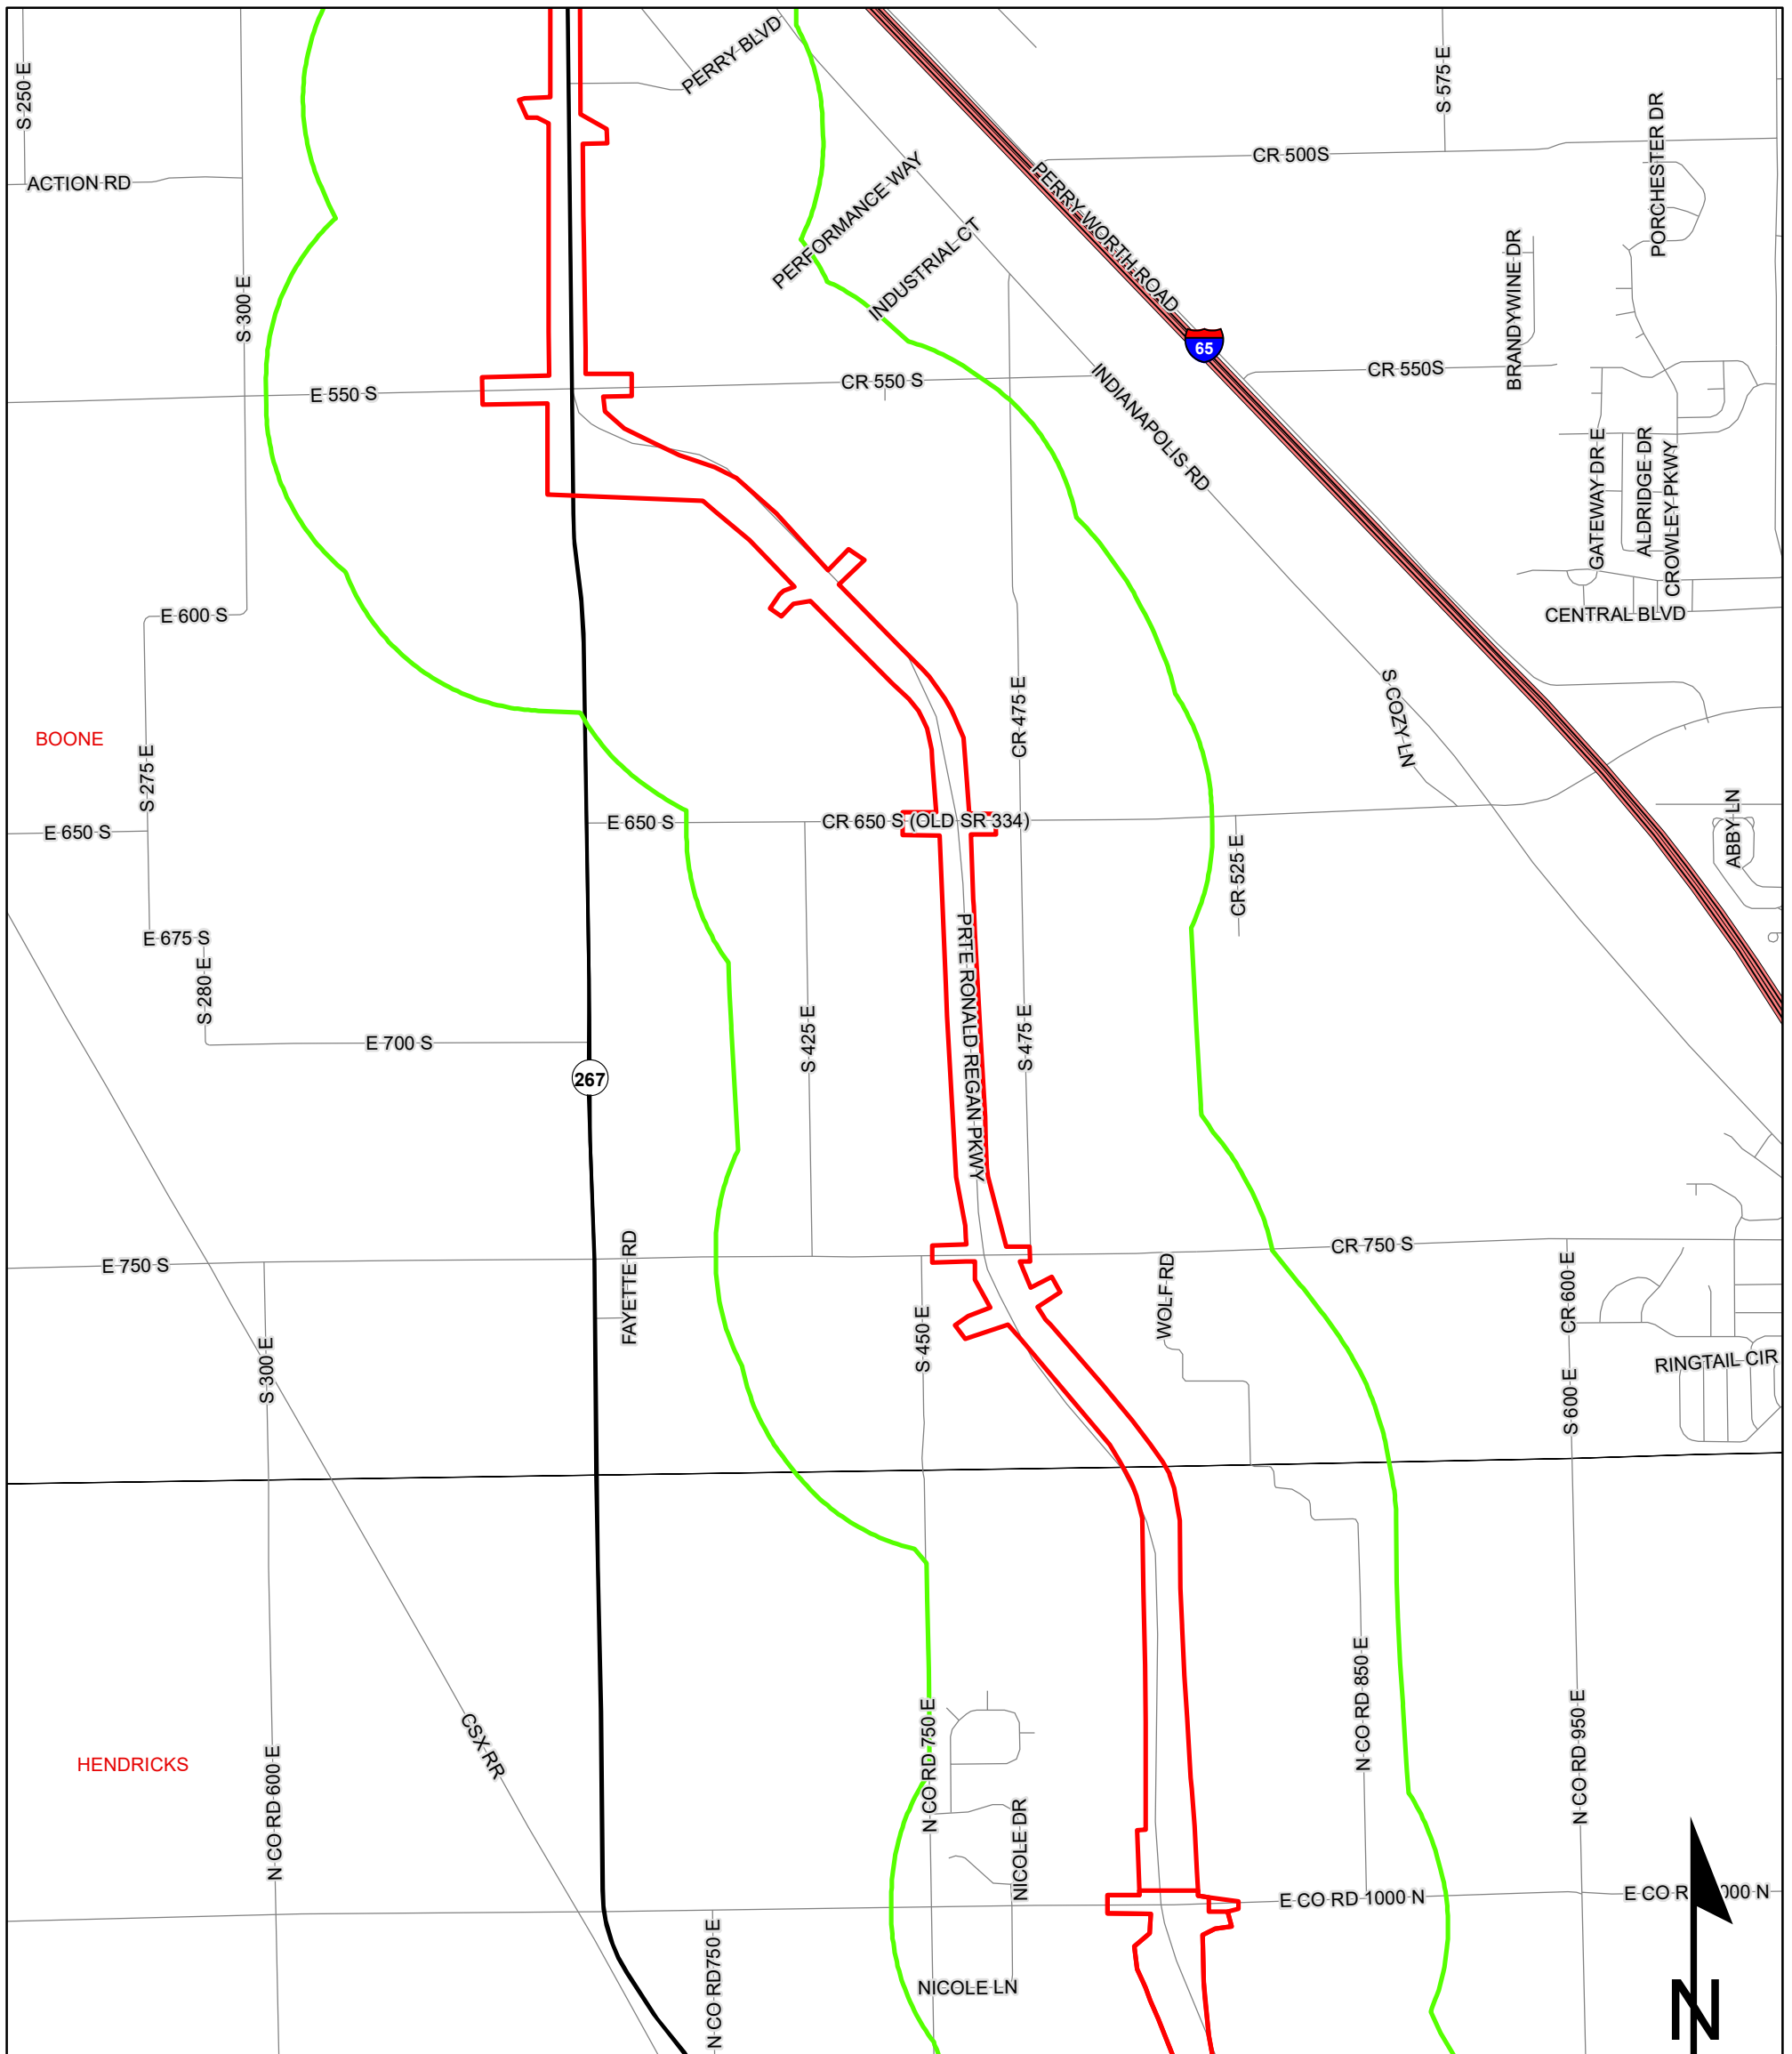 PERRY BLVD
S 250 E
S 575 E
PORCHESTER DR
CR 500S
ACTION RD
PERFORMANCE WAY
PERRY WORTH ROAD
INDUSTRIAL CT
S 300 E
BRANDYWINE DR
65
E 550 S
CR 550 S
CR 550S
INDIANAPOLIS RD
GATEWAY DR E
ALDRIDGE DR
CROWLEY PKWY
E 600 S
CENTRAL BLVD
CR 475 E
S COZY LN
BOONE
S 275 E
E 650 S
E 650 S
CR 650 S (OLD SR 334)
ABBY LN
CR 525 E
E 675 S
S 280 E
PRTE RONALD REGAN PKWY
S 425 E
S 475 E
E 700 S
267
E 750 S
FAYETTE RD
CR 750 S
WOLF RD
CR 600 E
S 300 E
S 450 E
RINGTAIL CIR
S 600 E
HENDRICKS
CSX RR
N CO RD 600 E
N CO RD 750 E
N CO RD 850 E
N CO RD 950 E
NICOLE DR
E CO RD 1000 N
E CO R 000 N
N CO RD750 E
NICOLE LN
N